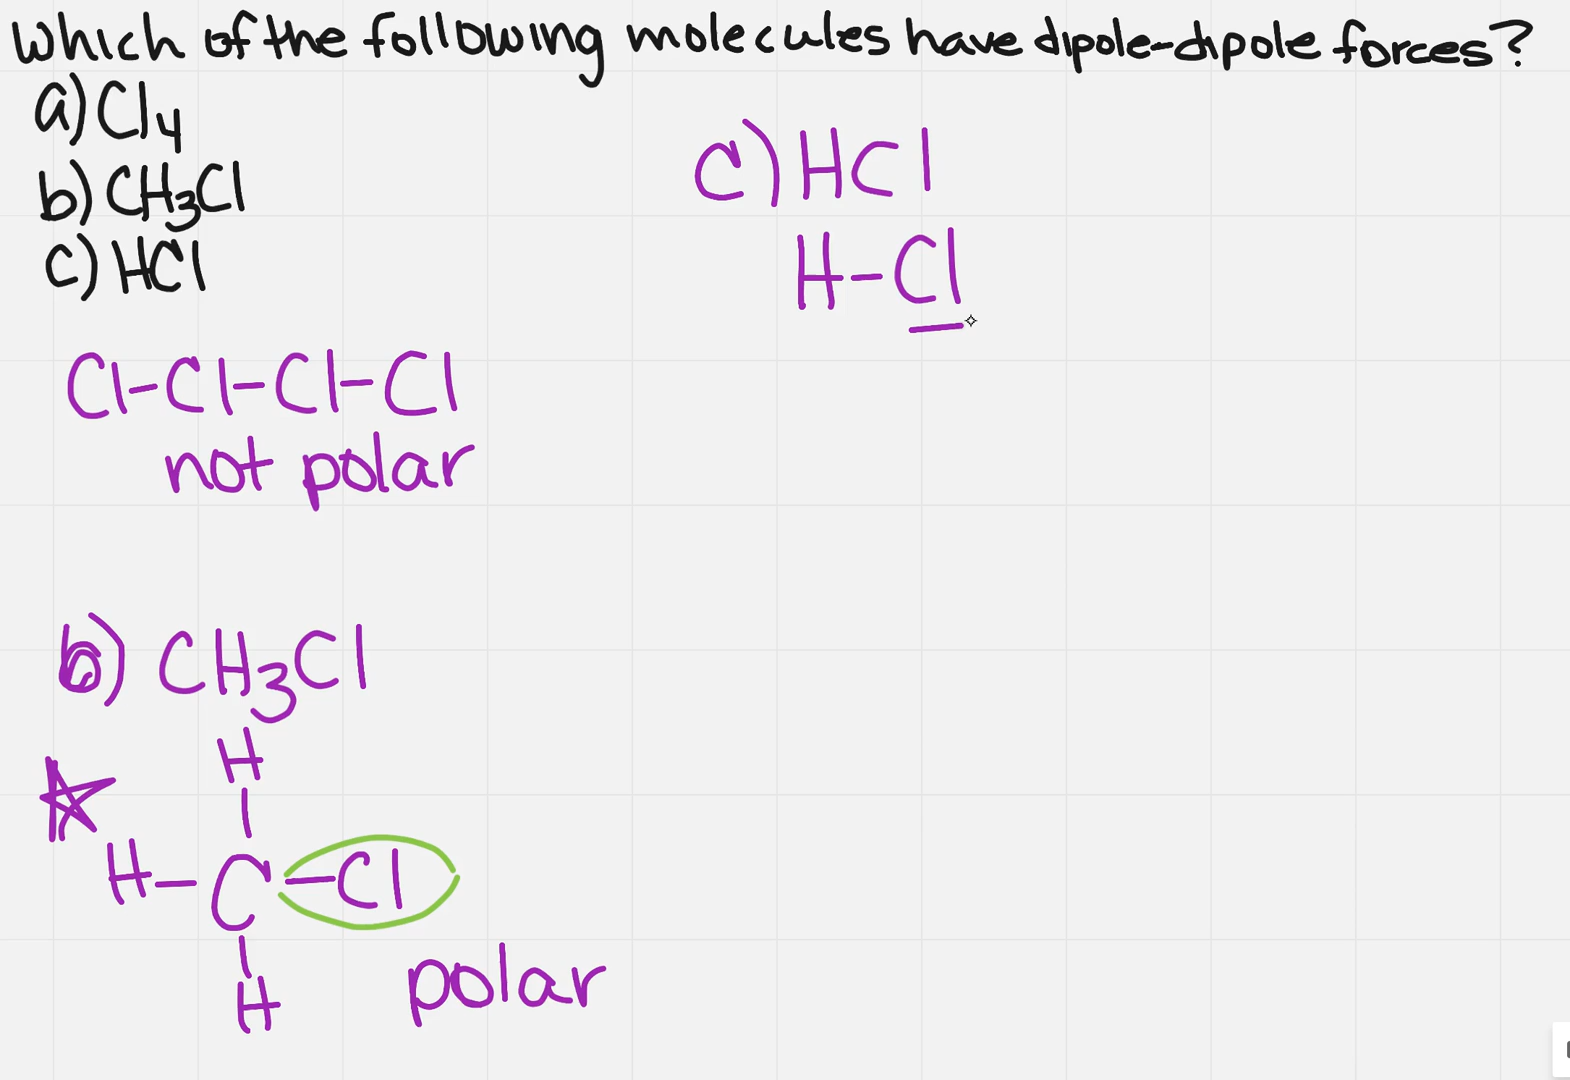 Which of the following molecules have dipole-dipole forces?
a) Cl4
b) CH3Cl
c) HCl
Cl-Cl-Cl-Cl
not polar
b) CH3Cl
H
H-C-Cl
H
polar
C) HCl
H-Cl